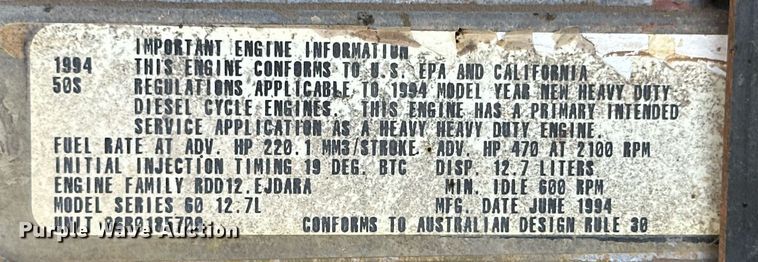 IMPORTANT ENGINE INFORMATION
1994 THIS ENGINE CONFORMS TO U.S. EPA AND CALIFORNIA
50S REGULATIONS APPLICABLE TO 1994 MODEL YEAR NEW HEAVY DUTY
DIESEL CYCLE ENGINES. THIS ENGINE HAS A PRIMARY INTENDED
SERVICE APPLICATION AS A HEAVY HEAVY DUTY ENGINE.
FUEL RATE AT ADV. HP 220.1 MM3/STROKE ADV. HP 470 AT 2100 RPM
INITIAL INJECTION TIMING 19 DEG. BTC DISP. 12.7 LITERS
ENGINE FAMILY RDD12.EJDARA MIN. IDLE 600 RPM
MODEL SERIES 60 12.7L MFG. DATE JUNE 1994
UNIT CONFORMS TO AUSTRALIAN DESIGN RULE 30
Purple Wave Auction